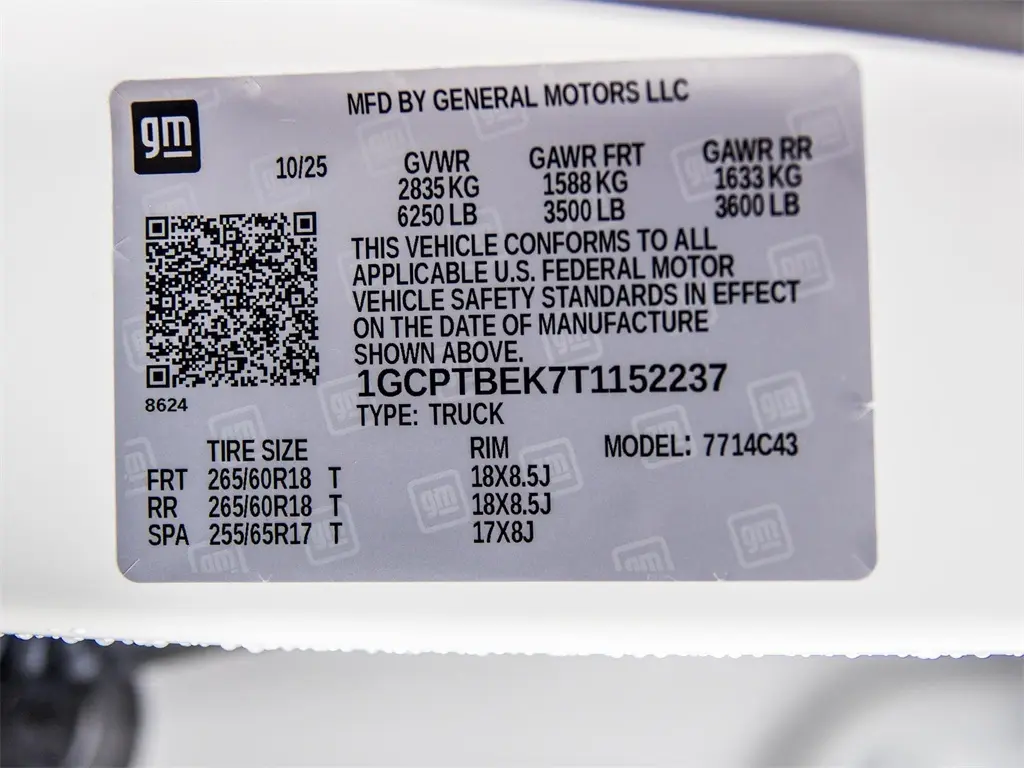 MFD BY GENERAL MOTORS LLC
gm
10/25
GVWR GAWR FRT GAWR RR
2835 KG 1588 KG 1633 KG
6250 LB 3500 LB 3600 LB
THIS VEHICLE CONFORMS TO ALL
APPLICABLE U.S. FEDERAL MOTOR
VEHICLE SAFETY STANDARDS IN EFFECT
ON THE DATE OF MANUFACTURE
SHOWN ABOVE.
1GCPTBEK7T1152237
8624
TYPE: TRUCK
TIRE SIZE RIM MODEL: 7714C43
FRT 265/60R18 T 18X8.5J
RR 265/60R18 T 18X8.5J
SPA 255/65R17 T 17X8J